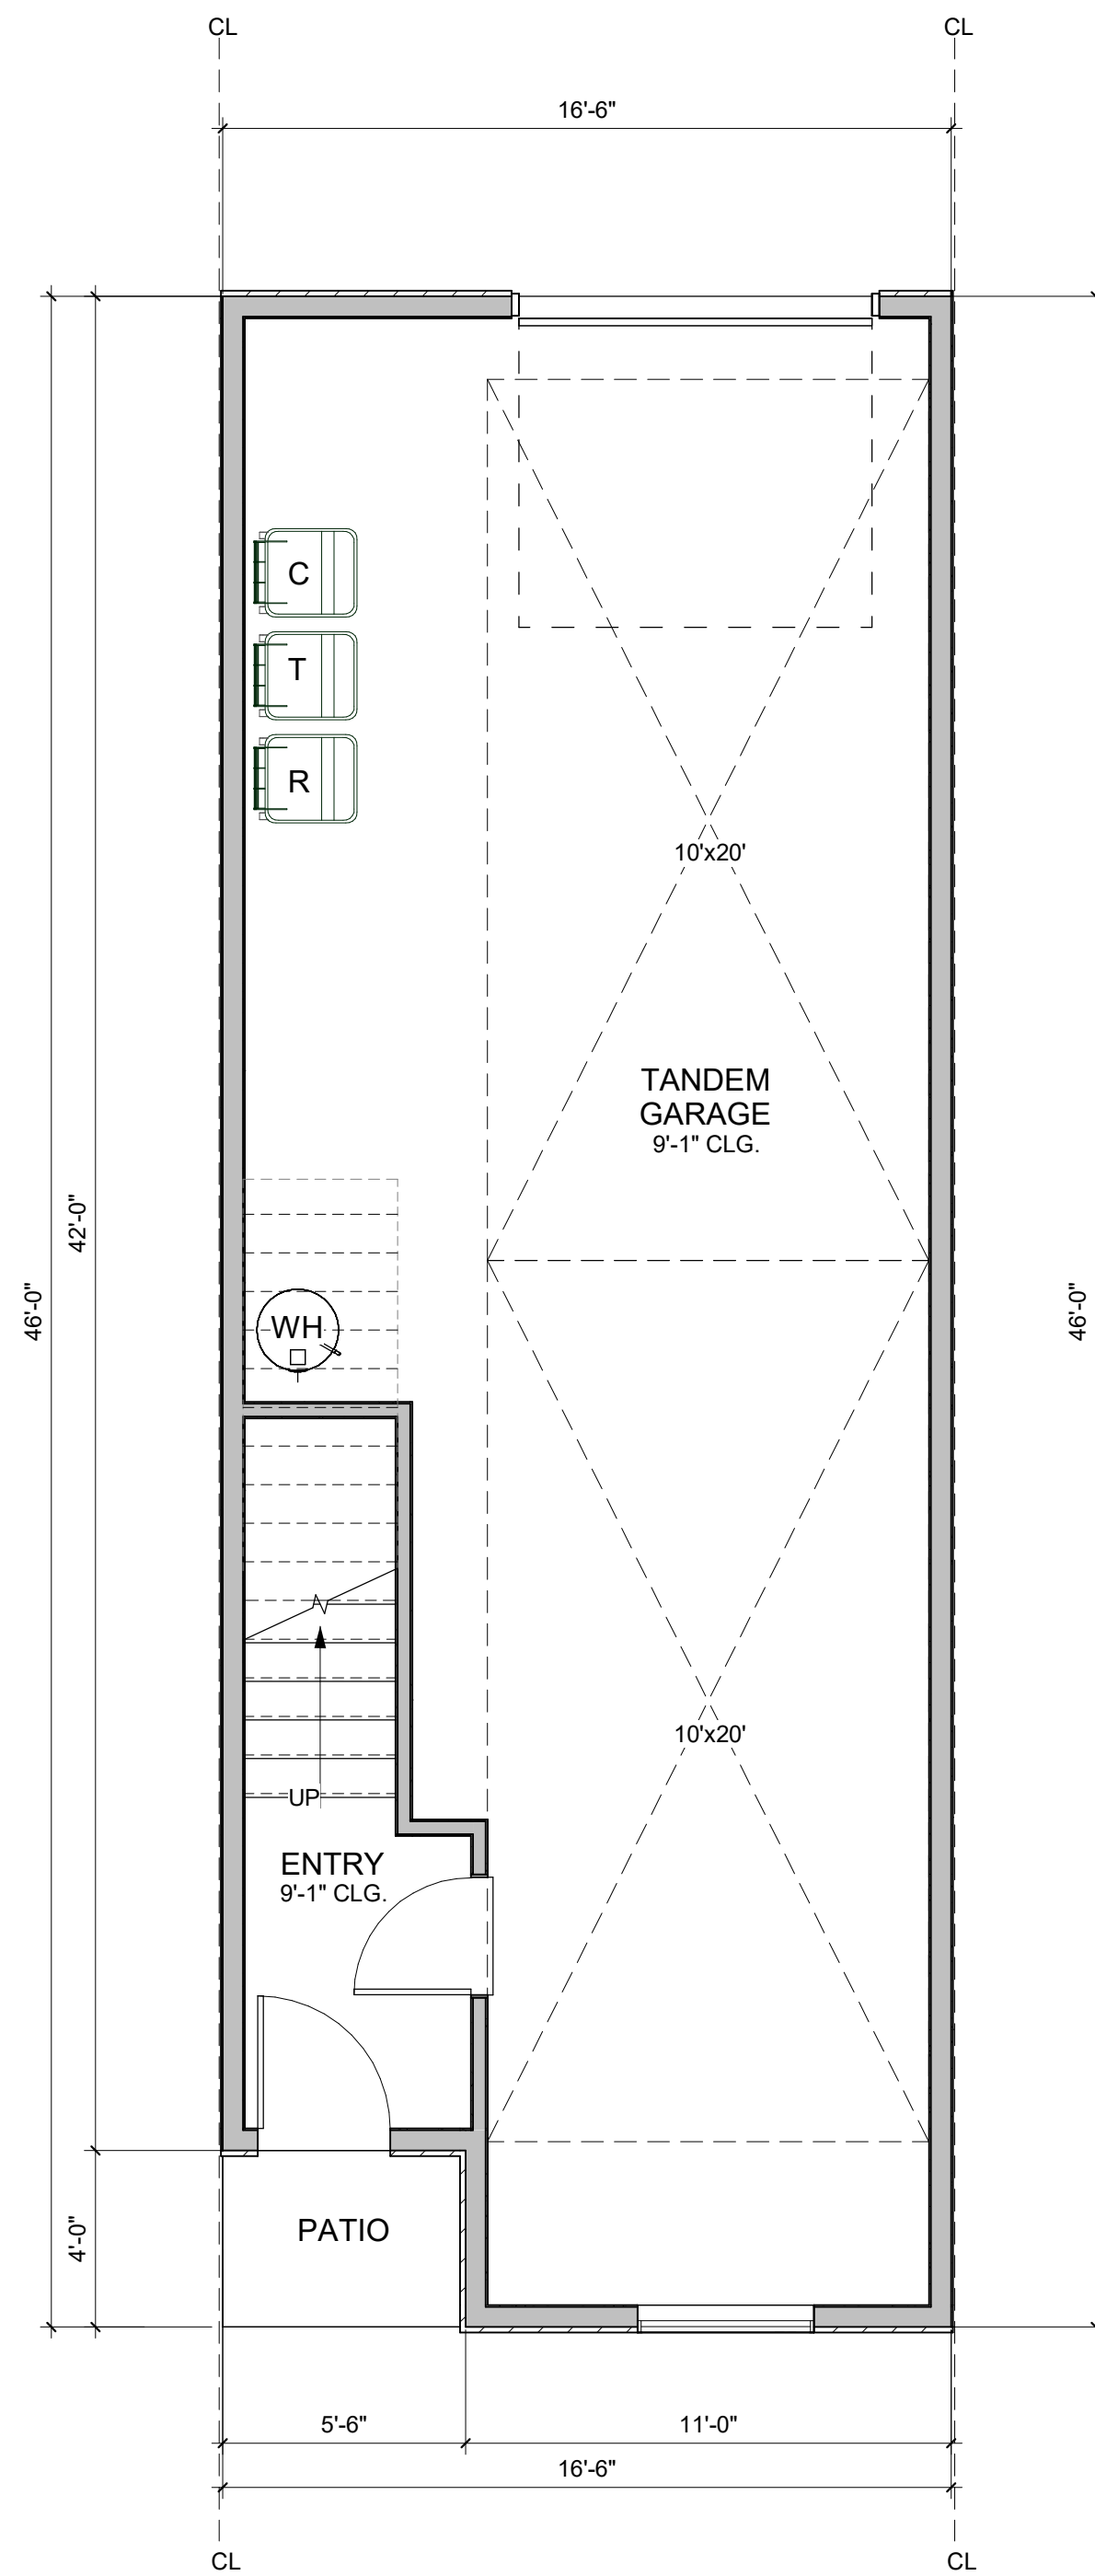 CL
CL
16'-6"
C
T
R
10'x20'
TANDEM
GARAGE
9'-1" CLG.
42'-0"
46'-0"
46'-0"
WH
10'x20'
UP
ENTRY
9'-1" CLG.
PATIO
4'-0"
5'-6"
11'-0"
16'-6"
CL
CL